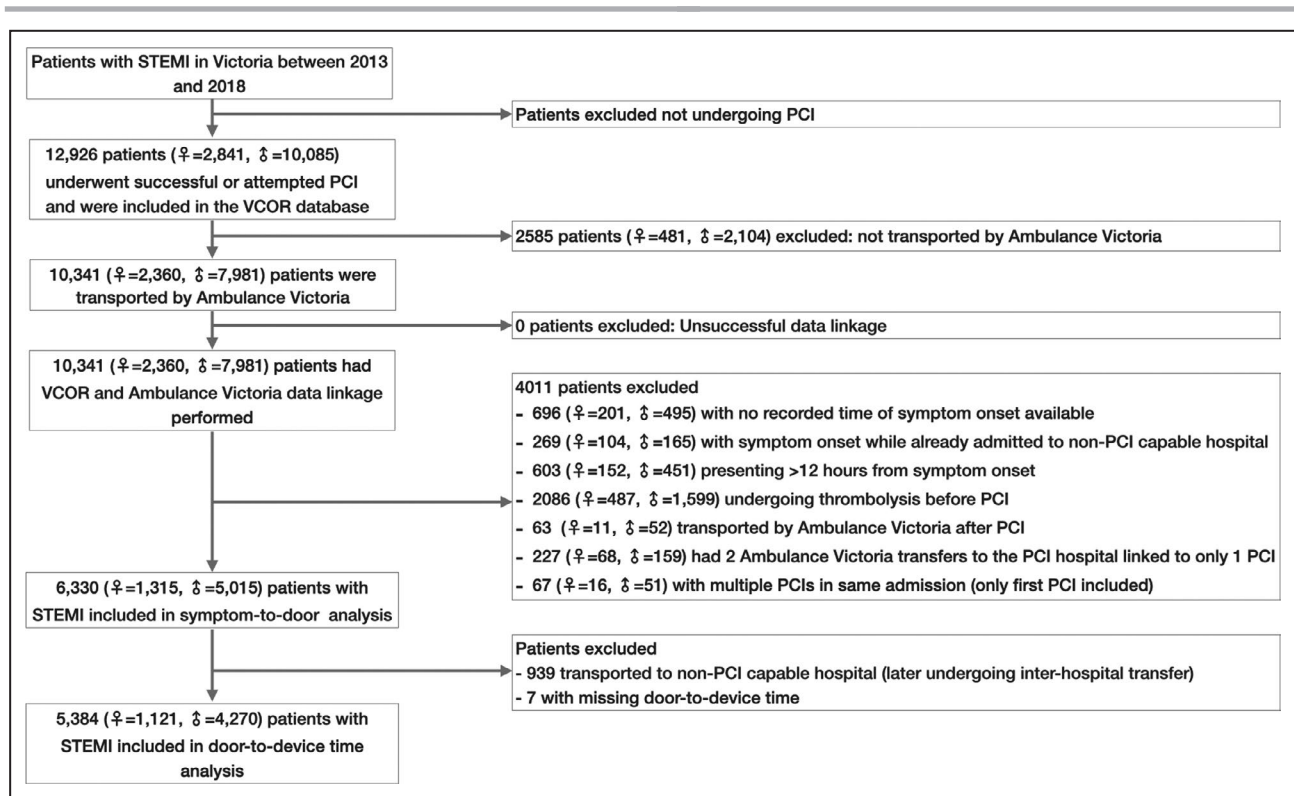 Patients with STEMI in Victoria between 2013
and 2018
Patients excluded not undergoing PCI
12,926 patients (♀=2,841, ♂=10,085)
underwent successful or attempted PCI
and were included in the VCOR database
2585 patients (♀=481, ♂=2,104) excluded: not transported by Ambulance Victoria
10,341 (♀=2,360, ♂=7,981) patients were
transported by Ambulance Victoria
0 patients excluded: Unsuccessful data linkage
10,341 (♀=2,360, ♂=7,981) patients had
VCOR and Ambulance Victoria data linkage
performed
4011 patients excluded
- 696 (♀=201, ♂=495) with no recorded time of symptom onset available
- 269 (♀=104, ♂=165) with symptom onset while already admitted to non-PCI capable hospital
- 603 (♀=152, ♂=451) presenting >12 hours from symptom onset
- 2086 (♀=487, ♂=1,599) undergoing thrombolysis before PCI
- 63 (♀=11, ♂=52) transported by Ambulance Victoria after PCI
- 227 (♀=68, ♂=159) had 2 Ambulance Victoria transfers to the PCI hospital linked to only 1 PCI
- 67 (♀=16, ♂=51) with multiple PCIs in same admission (only first PCI included)
6,330 (♀=1,315, ♂=5,015) patients with
STEMI included in symptom-to-door analysis
Patients excluded
- 939 transported to non-PCI capable hospital (later undergoing inter-hospital transfer)
- 7 with missing door-to-device time
5,384 (♀=1,121, ♂=4,270) patients with
STEMI included in door-to-device time
analysis